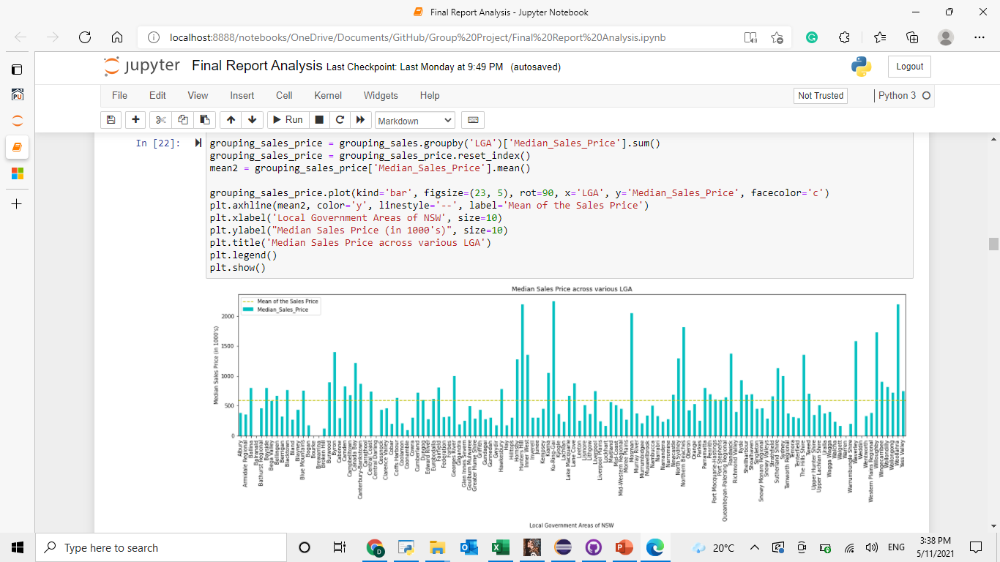 Final Report Analysis - Jupyter Notebook
localhost:8888/notebooks/OneDrive/Documents/GitHub/Group%20Project/Final%20Report%20Analysis.ipynb
jupyter Final Report Analysis Last Checkpoint: Last Monday at 9:49 PM (autosaved)
Logout
File Edit View Insert Cell Kernel Widgets Help
Not Trusted
Python 3
Run
Markdown
In [22]:
grouping_sales_price = grouping_sales.groupby('LGA')['Median_Sales_Price'].sum()
grouping_sales_price = grouping_sales_price.reset_index()
mean2 = grouping_sales_price['Median_Sales_Price'].mean()
grouping_sales_price.plot(kind='bar', figsize=(23, 5), rot=90, x='LGA', y='Median_Sales_Price', facecolor='c')
plt.axhline(mean2, color='y', linestyle='--', label='Mean of the Sales Price')
plt.xlabel('Local Government Areas of NSW', size=10)
plt.ylabel("Median Sales Price (in 1000's)", size=10)
plt.title('Median Sales Price across various LGA')
plt.legend()
plt.show()
Median Sales Price across various LGA
Mean of the Sales Price
Median_Sales_Price
Median Sales Price (in 1000's)
2000
1500
1000
500
0
Albury
Armidale Regional
Ballina
Balranald
Bathurst Regional
Bayside
Bega Valley
Bellingen
Berrigan
Blacktown
Bland
Blayney
Blue Mountains
Bogan
Bourke
Brewarrina
Broken Hill
Burwood
Byron
Cabonne
Camden
Campbelltown
Canada Bay
Canterbury-Bankstown
Carrathool
Central Coast
Central Darling
Cessnock
Clarence Valley
Cobar
Coffs Harbour
Coolamon
Coonamble
Cowra
Cumberland
Dungog
Edward River
Eurobodalla
Fairfield
Federation
Forbes
Georges River
Gilgandra
Glen Innes Severn
Goulburn Mulwaree
Greater Hume Shire
Griffith
Gundagai
Gunnedah
Gwydir
Hawkesbury
Hay
Hilltops
Hornsby
Hunters Hill
Inner West
Inverell
Junee
Kempsey
Kiama
Ku-Ring-Gai
Kyogle
Lachlan
Lake Macquarie
Lane Cove
Leeton
Lismore
Lithgow
Liverpool
Liverpool Plains
Lockhart
Maitland
Mid-Coast
Mid-Western Regional
Moree Plains
Mosman
Murray River
Murrumbidgee
Muswellbrook
Nambucca
Narrabri
Narrandera
Narromine
Newcastle
North Sydney
Northern Beaches
Oberon
Orange
Parkes
Parramatta
Penrith
Port Macquarie-Hastings
Port Stephens
Queanbeyan-Palerang Regional
Randwick
Richmond Valley
Ryde
Shellharbour
Shoalhaven
Singleton
Snowy Monaro Regional
Snowy Valleys
Strathfield
Sutherland Shire
Sydney
Tamworth Regional
Temora
Tenterfield
The Hills Shire
Tweed
Upper Hunter Shire
Upper Lachlan Shire
Uralla
Wagga Wagga
Walcha
Walgett
Warren
Warrumbungle Shire
Waverley
Weddin
Wentworth
Western Plains Regional
Willoughby
Wingecarribee
Wollondilly
Wollongong
Woollahra
Yass Valley
Local Government Areas of NSW
Type here to search
20°C
ENG
3:38 PM
5/11/2021